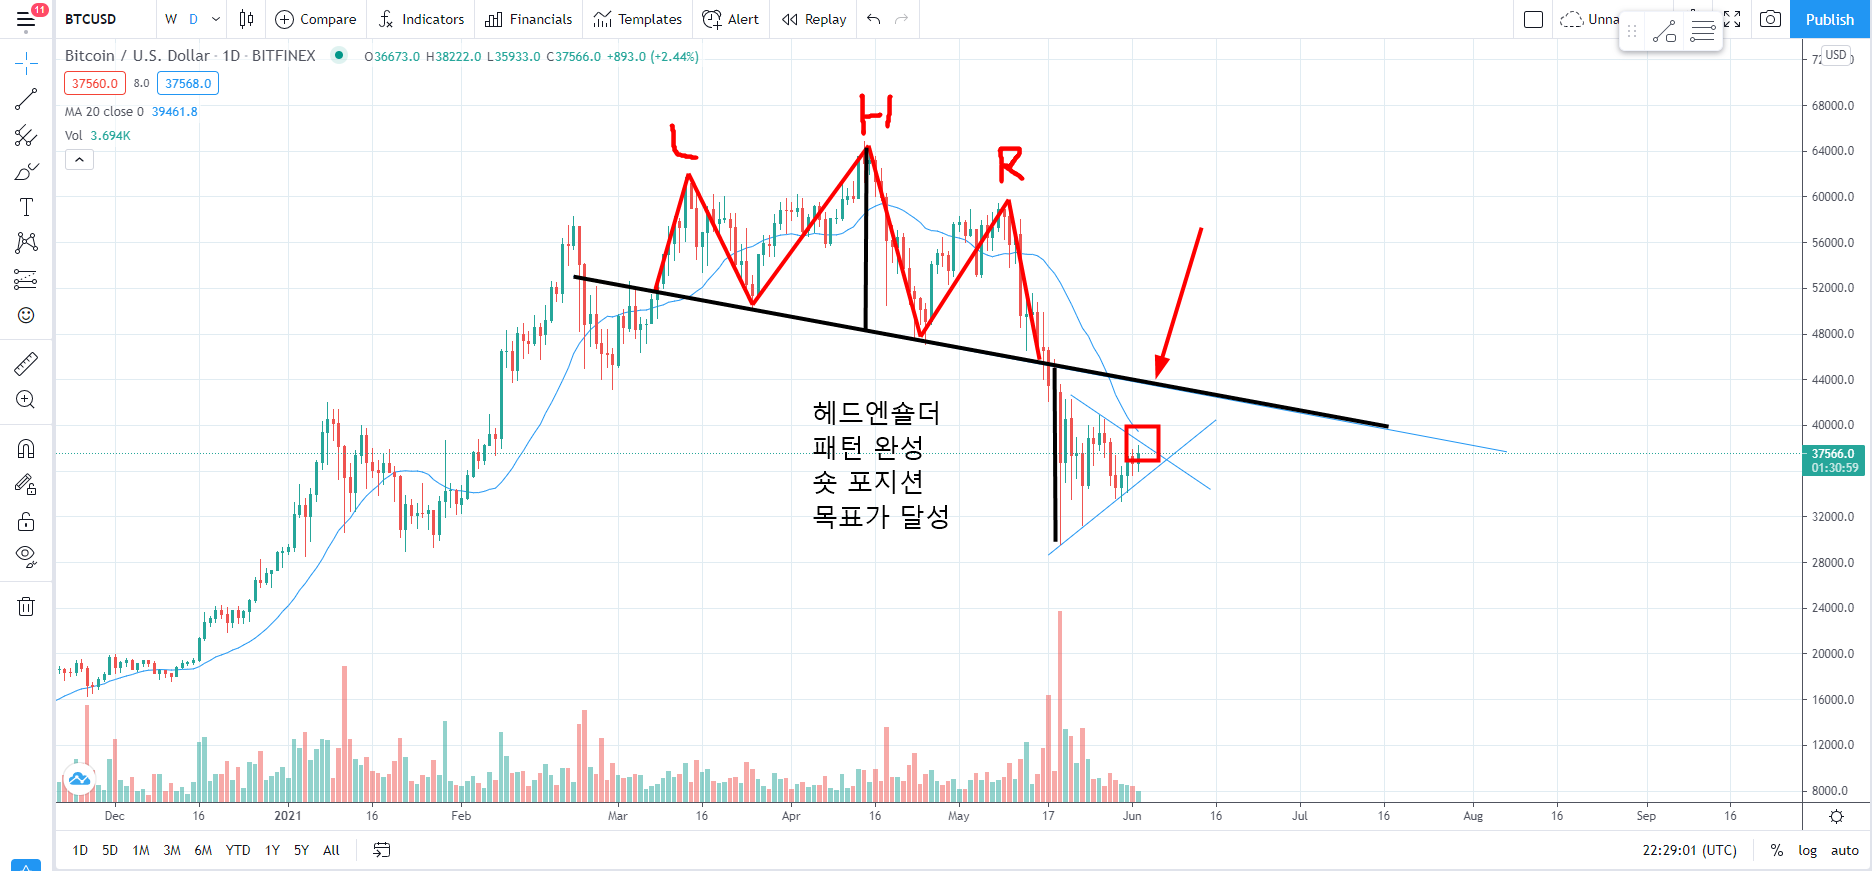 11
BTCUSD
W D
Compare
Indicators
Financials
Templates
Alert
Replay
Unna
Publish
Bitcoin / U.S. Dollar · 1D · BITFINEX
O36673.0 H38222.0 L35933.0 C37566.0 +893.0 (+2.44%)
37560.0 8.0 37568.0
MA 20 close 0 39461.8
Vol 3.694K
USD
L
H
R
헤드엔숄더
패턴 완성
숏 포지션
목표가 달성
68000.0
64000.0
60000.0
56000.0
52000.0
48000.0
44000.0
40000.0
37566.0
01:30:59
32000.0
28000.0
24000.0
20000.0
16000.0
12000.0
8000.0
Dec 16 2021 16 Feb Mar 16 Apr 16 May 17 Jun 16 Jul 16 Aug 16 Sep 16
1D 5D 1M 3M 6M YTD 1Y 5Y All
22:29:01 (UTC) % log auto